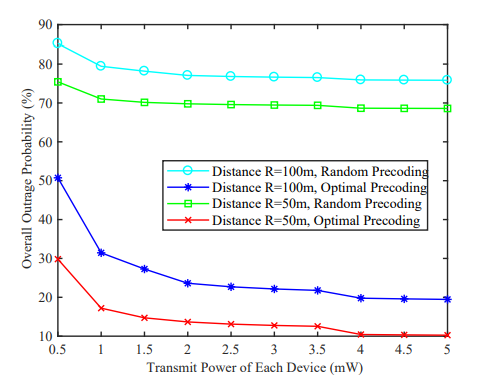 90
80
70
60
50
40
30
20
10
Overall Outrage Probability (%)
Distance R=100m, Random Precoding
Distance R=100m, Optimal Precoding
Distance R=50m, Random Precoding
Distance R=50m, Optimal Precoding
0.5 1 1.5 2 2.5 3 3.5 4 4.5 5
Transmit Power of Each Device (mW)